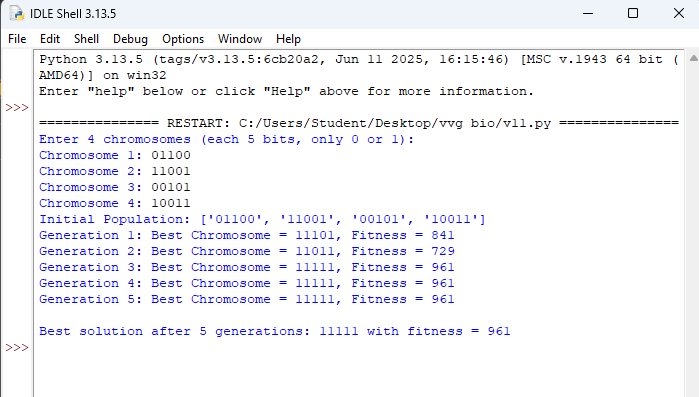 IDLE Shell 3.13.5
File Edit Shell Debug Options Window Help
Python 3.13.5 (tags/v3.13.5:6cb20a2, Jun 11 2025, 16:15:46) [MSC v.1943 64 bit (
AMD64)] on win32
Enter "help" below or click "Help" above for more information.
>>>
=============== RESTART: C:/Users/Student/Desktop/vvg bio/v11.py ===============
Enter 4 chromosomes (each 5 bits, only 0 or 1):
Chromosome 1: 01100
Chromosome 2: 11001
Chromosome 3: 00101
Chromosome 4: 10011
Initial Population: ['01100', '11001', '00101', '10011']
Generation 1: Best Chromosome = 11101, Fitness = 841
Generation 2: Best Chromosome = 11011, Fitness = 729
Generation 3: Best Chromosome = 11111, Fitness = 961
Generation 4: Best Chromosome = 11111, Fitness = 961
Generation 5: Best Chromosome = 11111, Fitness = 961
Best solution after 5 generations: 11111 with fitness = 961
>>>